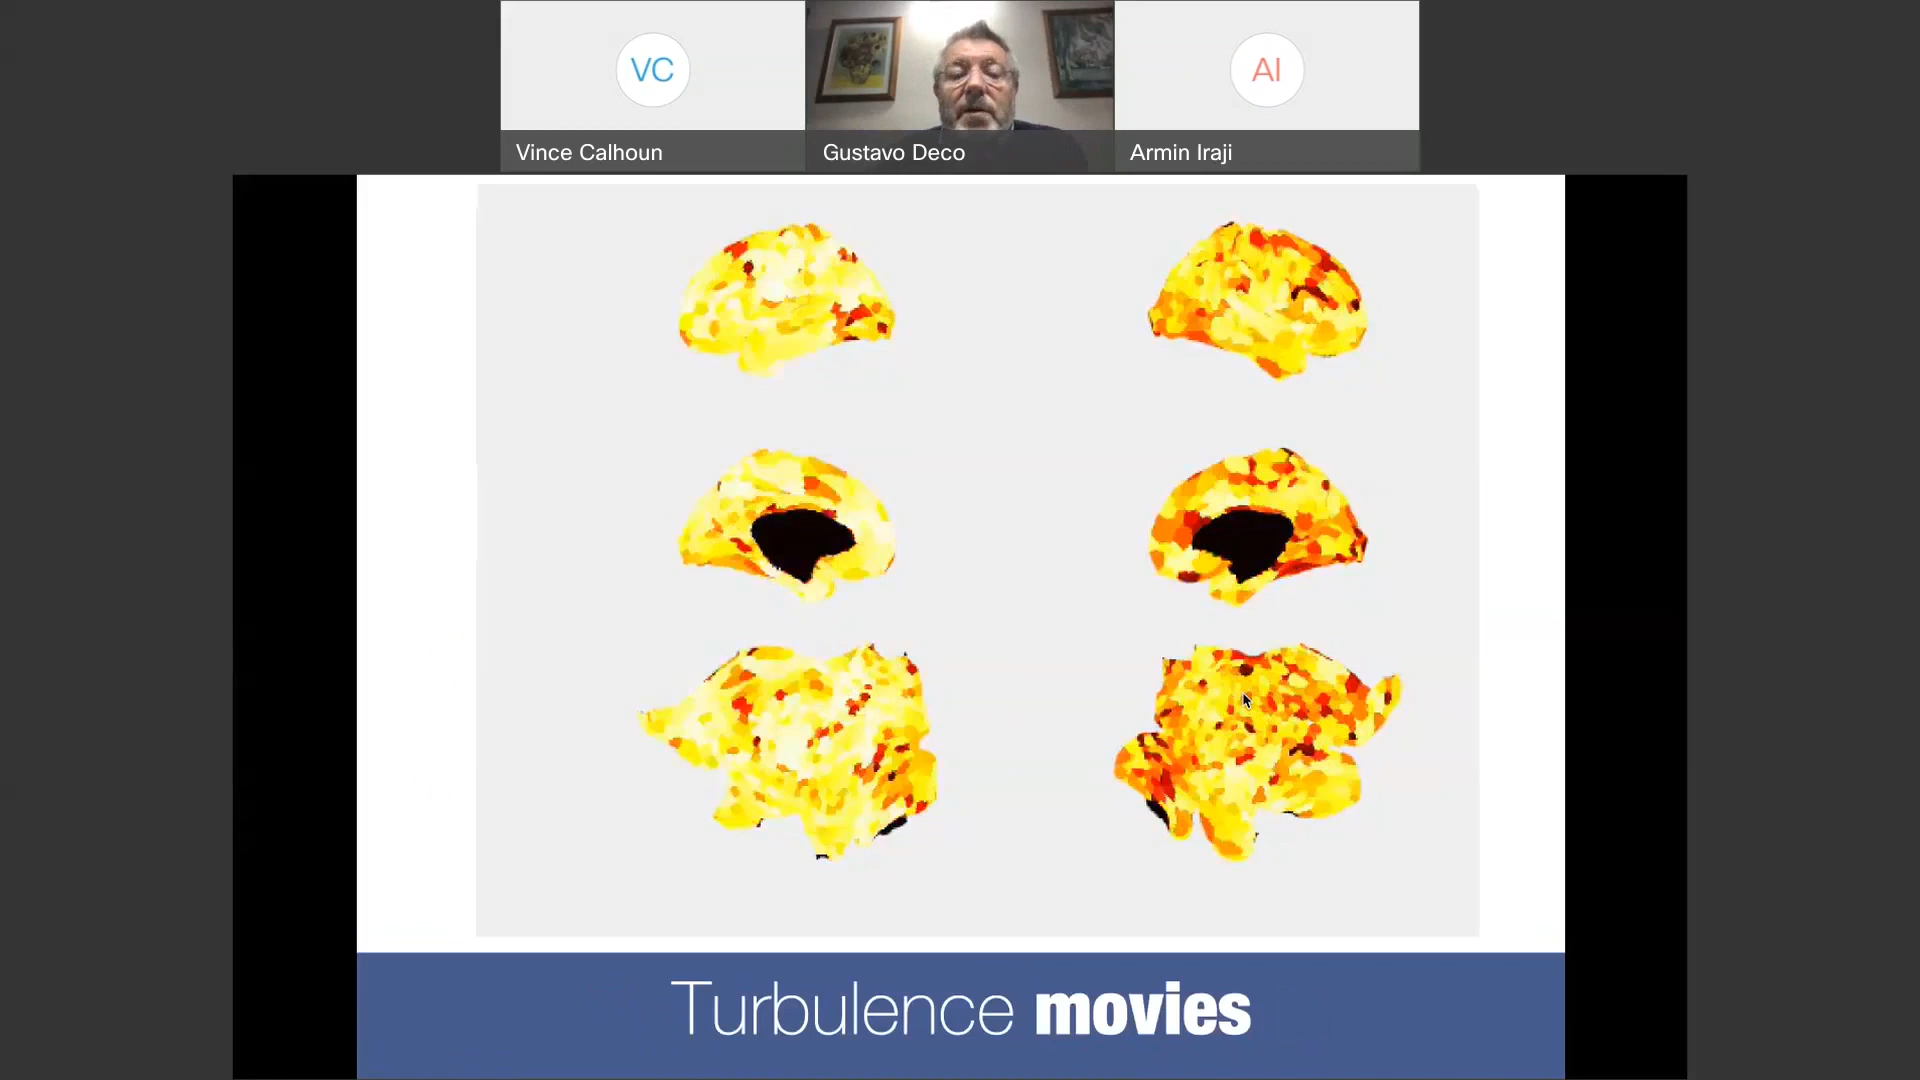 VC
AI
Vince Calhoun
Gustavo Deco
Armin Iraji
Turbulence movies